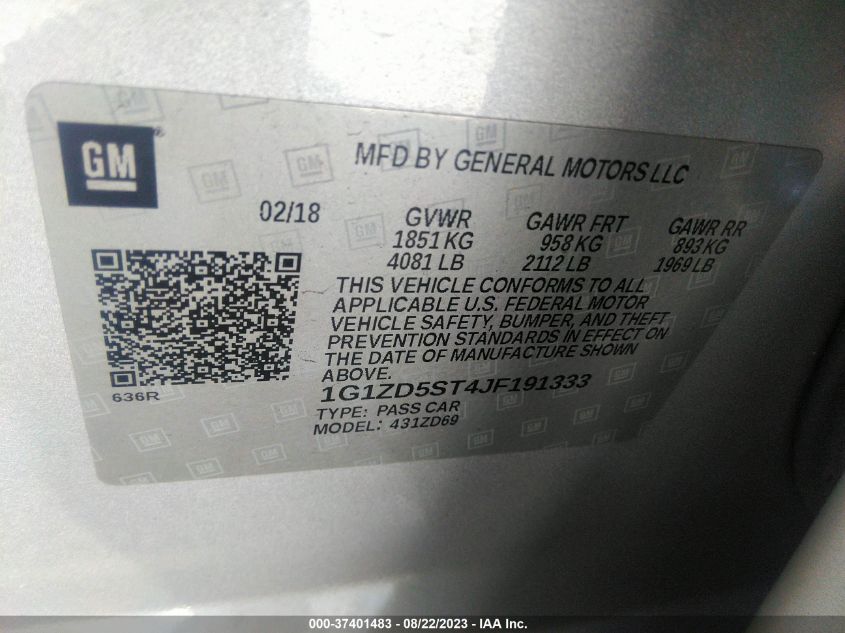 GM
MFD BY GENERAL MOTORS LLC
02/18 GVWR GAWR FRT GAWR RR
1851 KG 958 KG 893 KG
4081 LB 2112 LB 1969 LB
THIS VEHICLE CONFORMS TO ALL
APPLICABLE U.S. FEDERAL MOTOR
VEHICLE SAFETY, BUMPER, AND THEFT
PREVENTION STANDARDS IN EFFECT ON
THE DATE OF MANUFACTURE SHOWN
ABOVE.
636R
1G1ZD5ST4JF191333
TYPE: PASS CAR
MODEL: 431ZD69
000-37401483 - 08/22/2023 - IAA Inc.